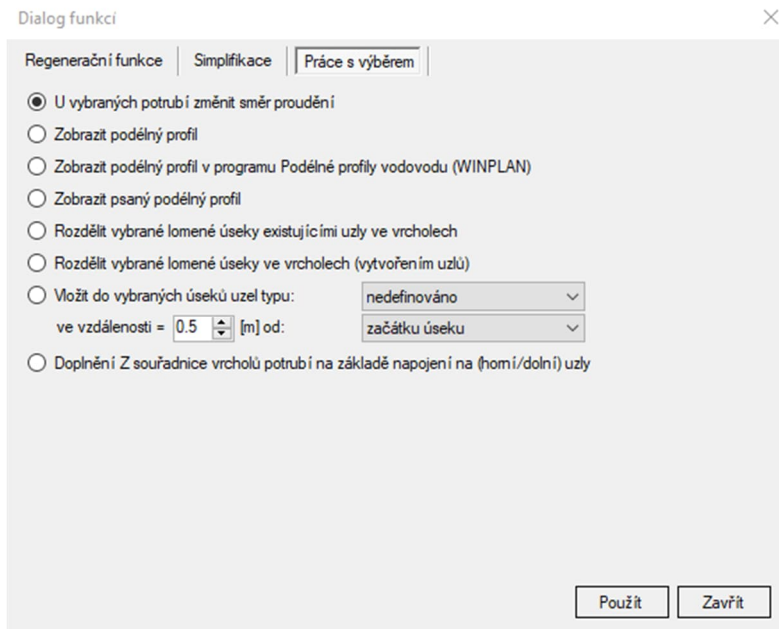 Dialog funkcí
Regenerační funkce Simplifikace Práce s výběrem
U vybraných potrubí změnit směr proudění
Zobrazit podélný profil
Zobrazit podélný profil v programu Podélné profily vodovodu (WINPLAN)
Zobrazit psaný podélný profil
Rozdělit vybrané lomené úseky existujícími uzly ve vrcholech
Rozdělit vybrané lomené úseky ve vrcholech (vytvořením uzlů)
Vložit do vybraných úseků uzel typu: nedefinováno
ve vzdálenosti = 0.5 [m] od: začátku úseku
Doplnění Z souřadnice vrcholů potrubí na základě napojení na (horní/dolní) uzly
Použít Zavřít